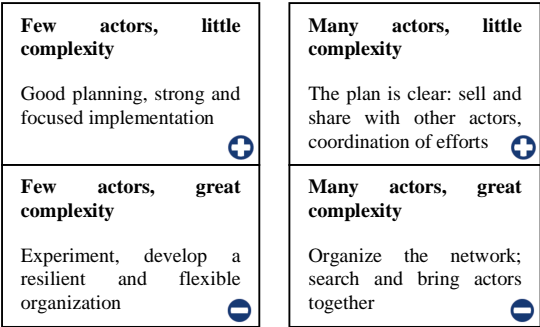 Few actors, little
complexity
Good planning, strong and
focused implementation
Many actors, little
complexity
The plan is clear: sell and
share with other actors,
coordination of efforts
Few actors, great
complexity
Experiment, develop a
resilient and flexible
organization
Many actors, great
complexity
Organize the network;
search and bring actors
together